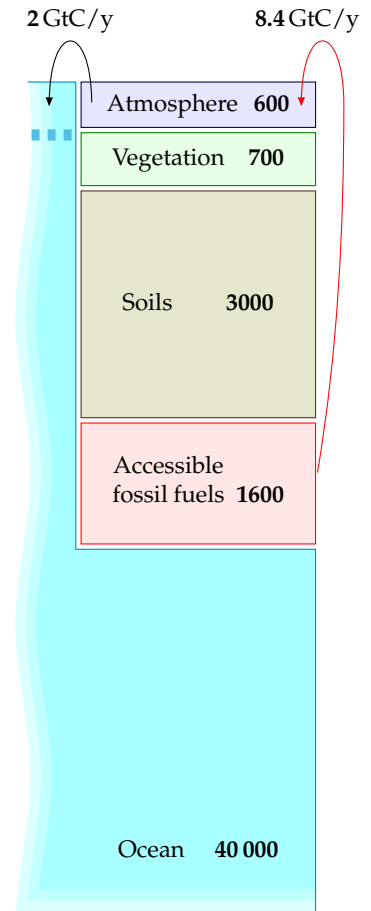 2 GtC/y 8.4 GtC/y
Atmosphere 600
Vegetation 700
Soils 3000
Accessible
fossil fuels 1600
Ocean 40 000